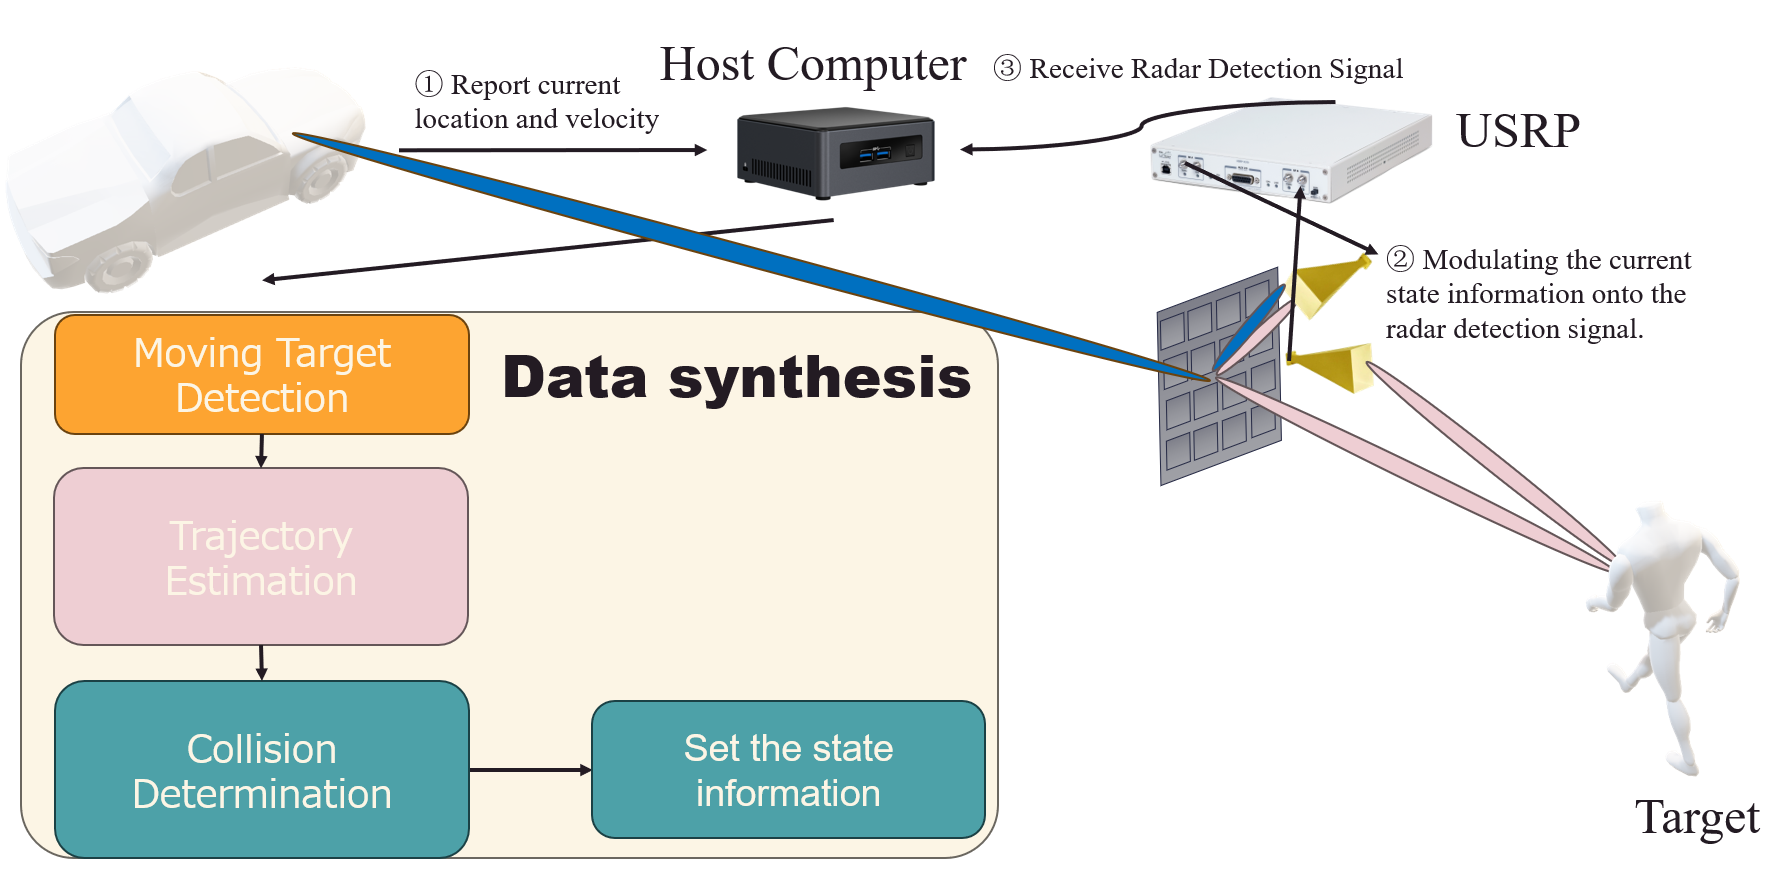 Host Computer
① Report current
location and velocity
③ Receive Radar Detection Signal
USRP
② Modulating the current
state information onto the
radar detection signal.
Moving Target
Detection
Data synthesis
Trajectory
Estimation
Collision
Determination
Set the state
information
Target